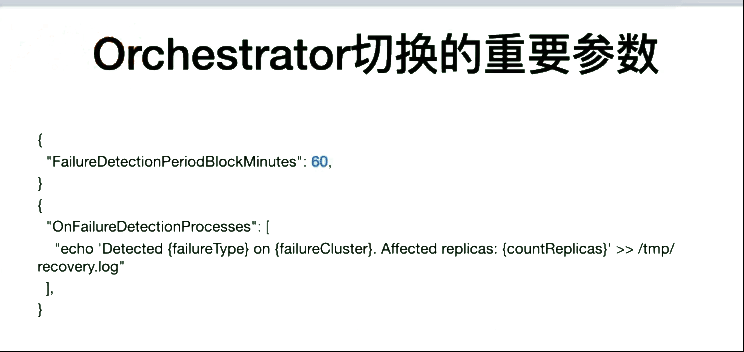 Orchestrator切换的重要参数
{
"FailureDetectionPeriodBlockMinutes": 60,
}
{
"OnFailureDetectionProcesses": [
"echo 'Detected {failureType} on {failureCluster}. Affected replicas: {countReplicas}' >> /tmp/
recovery.log"
],
}